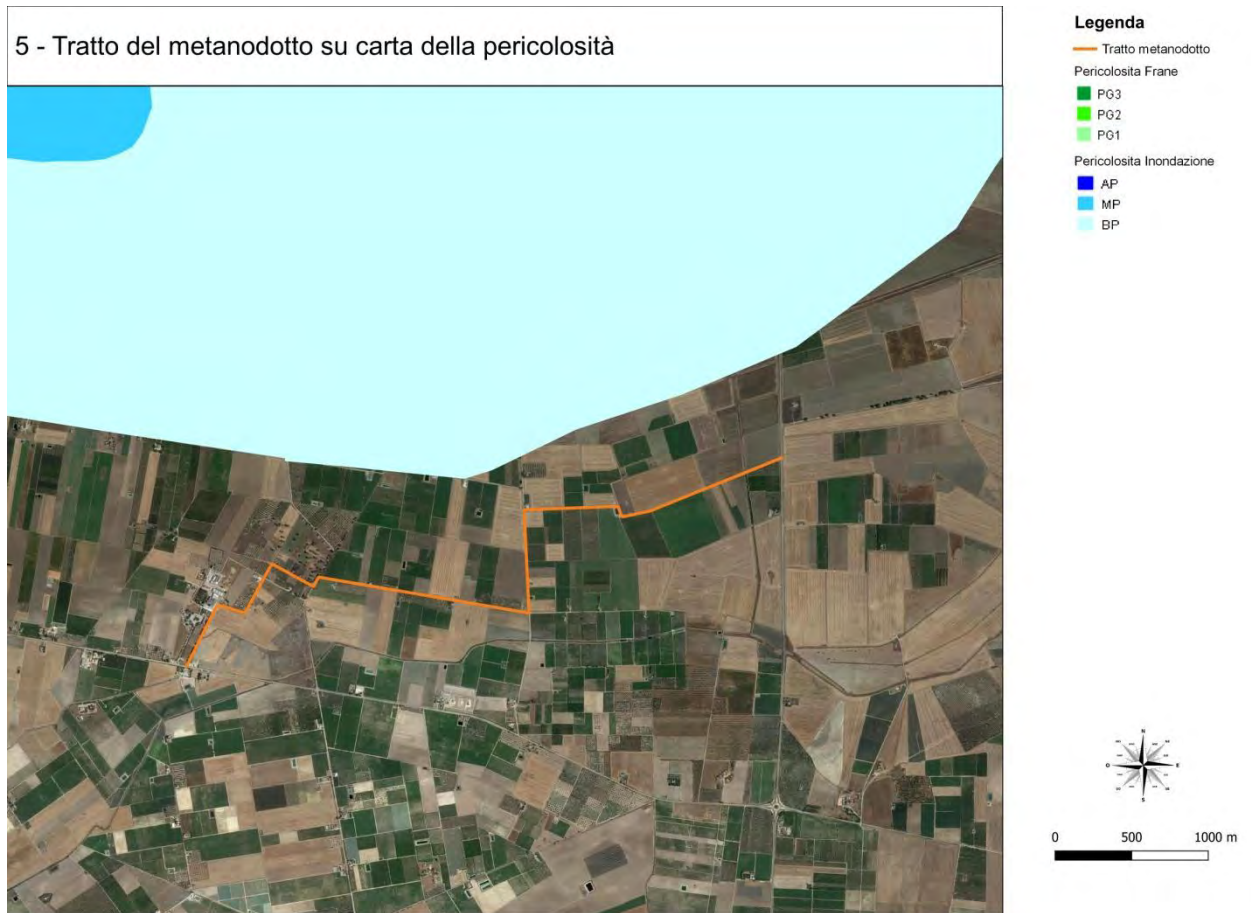 5 - Tratto del metanodotto su carta della pericolosità
Legenda
Tratto metanodotto
Pericolosita Frane
PG3
PG2
PG1
Pericolosita Inondazione
AP
MP
BP
N
O
E
S
0 500 1000 m